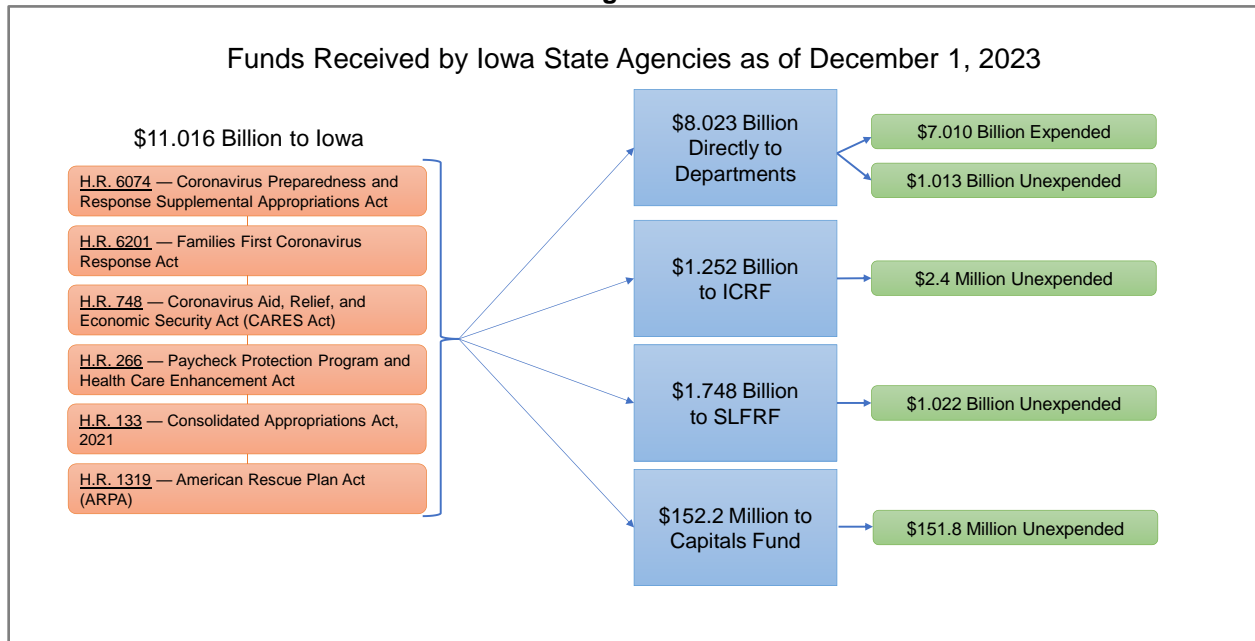 Funds Received by Iowa State Agencies as of December 1, 2023
$11.016 Billion to Iowa
H.R. 6074 — Coronavirus Preparedness and
Response Supplemental Appropriations Act
H.R. 6201 — Families First Coronavirus
Response Act
H.R. 748 — Coronavirus Aid, Relief, and
Economic Security Act (CARES Act)
H.R. 266 — Paycheck Protection Program and
Health Care Enhancement Act
H.R. 133 — Consolidated Appropriations Act,
2021
H.R. 1319 — American Rescue Plan Act
(ARPA)
$8.023 Billion
Directly to
Departments
$7.010 Billion Expended
$1.013 Billion Unexpended
$1.252 Billion
to ICRF
$2.4 Million Unexpended
$1.748 Billion
to SLFRF
$1.022 Billion Unexpended
$152.2 Million to
Capitals Fund
$151.8 Million Unexpended